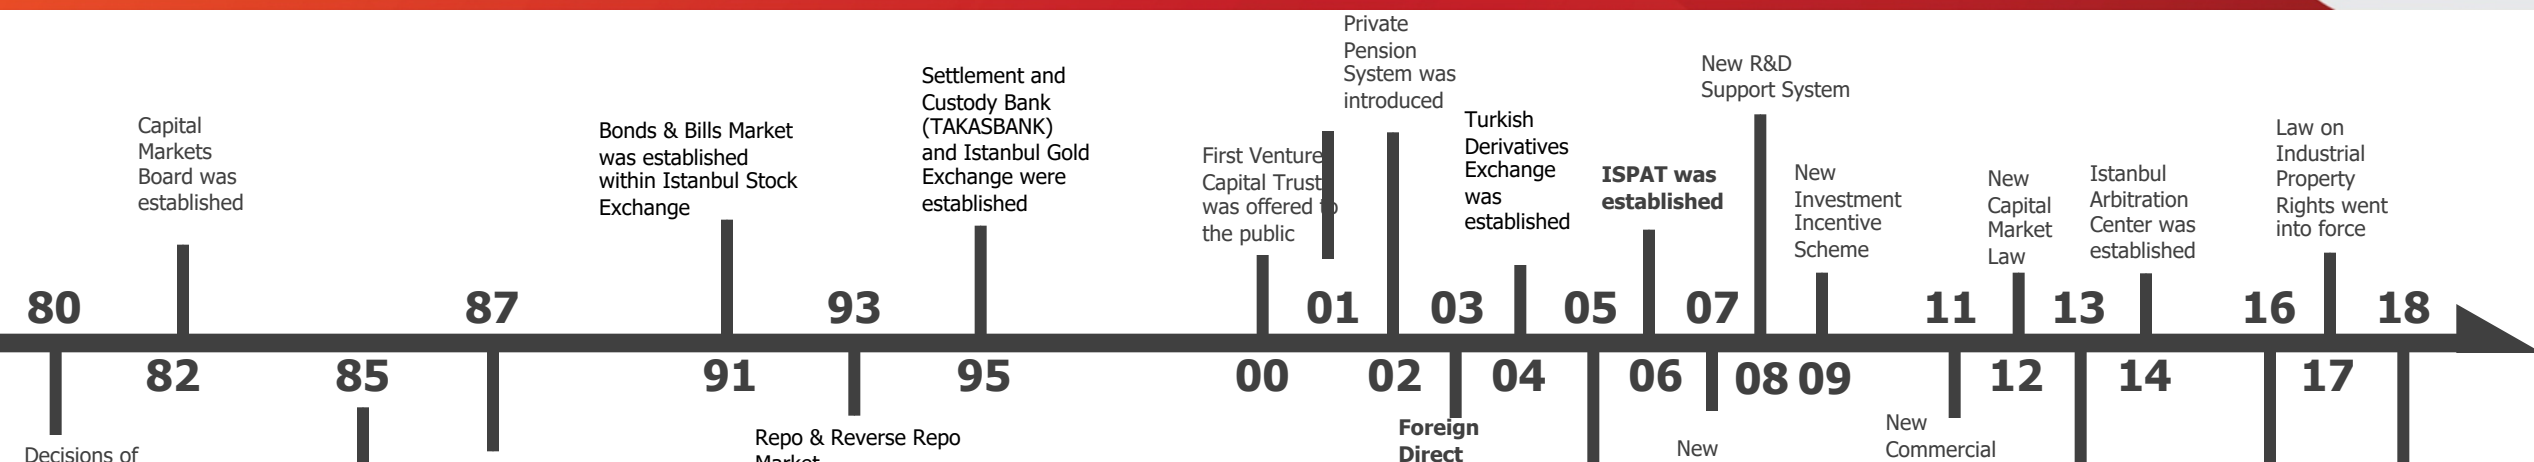 Private
Pension
System was
introduced
New R&D
Support System
Settlement and
Custody Bank
(TAKASBANK)
and Istanbul Gold
Exchange were
established
Capital
Markets
Board was
established
Bonds & Bills Market
was established
within Istanbul Stock
Exchange
First Venture
Capital Trust
was offered to
the public
Turkish
Derivatives
Exchange
was
established
ISPAT was
established
New
Investment
Incentive
Scheme
New
Capital
Market
Law
Istanbul
Arbitration
Center was
established
Law on
Industrial
Property
Rights went
into force
80
87
93
01
03
05
07
11
13
16
18
82
85
91
95
00
02
04
06
08
09
12
14
17
Decisions of
Repo & Reverse Repo
Market
Foreign
Direct
New
New
Commercial